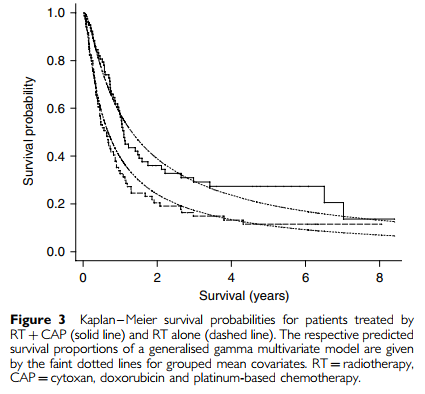 1.0
0.8
0.6
0.4
0.2
0.0
Survival probability
0
2
4
6
8
Survival (years)
Figure 3 Kaplan–Meier survival probabilities for patients treated by
RT + CAP (solid line) and RT alone (dashed line). The respective predicted
survival proportions of a generalised gamma multivariate model are given
by the faint dotted lines for grouped mean covariates. RT = radiotherapy,
CAP = cytoxan, doxorubicin and platinum-based chemotherapy.